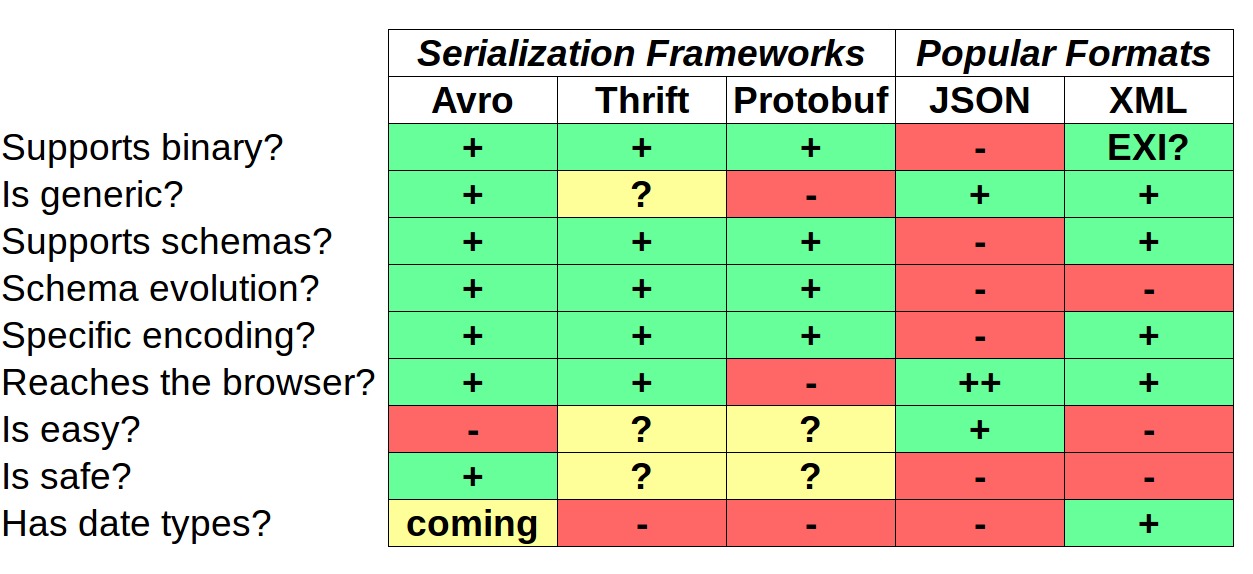 Serialization Frameworks Popular Formats
Avro Thrift Protobuf JSON XML
Supports binary? + + + - EXI?
Is generic? + ? - + +
Supports schemas? + + + - +
Schema evolution? + + + - -
Specific encoding? + + + - +
Reaches the browser? + + - ++ +
Is easy? - ? ? + -
Is safe? + ? ? - -
Has date types? coming - - - +